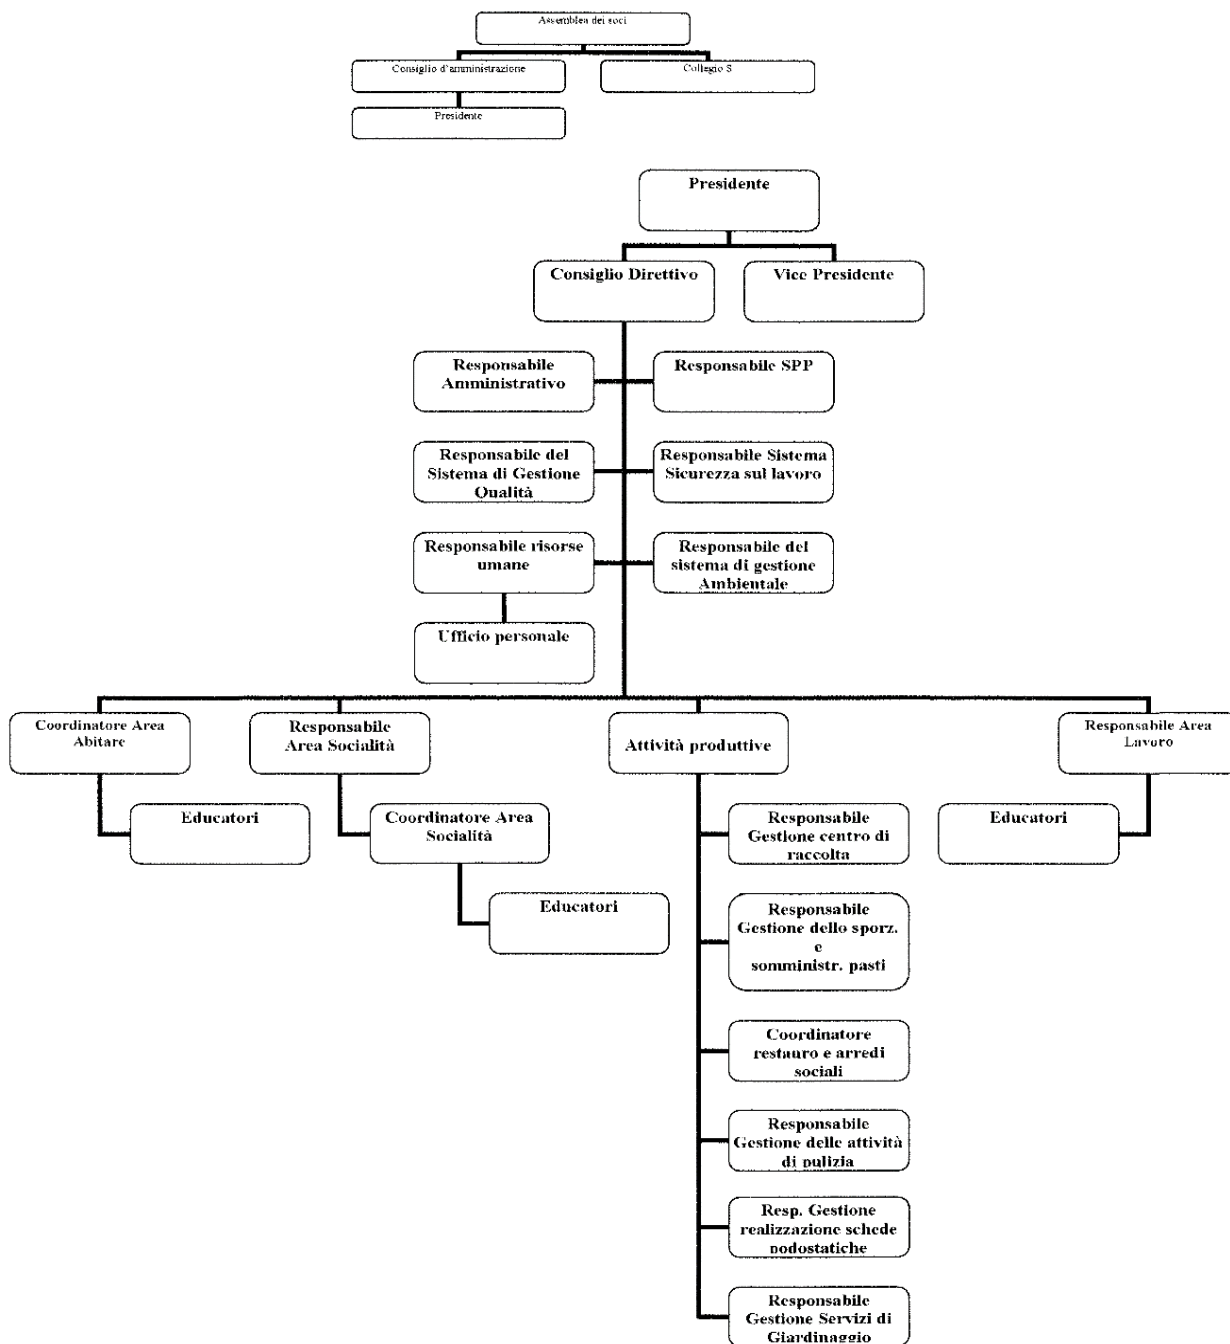 Assemblea dei soci
Consiglio d'amministrazione
Collegio S
Presidente
Presidente
Consiglio Direttivo
Vice Presidente
Responsabile
Amministrativo
Responsabile SPP
Responsabile del
Sistema di Gestione
Qualità
Responsabile Sistema
Sicurezza sul lavoro
Responsabile risorse
umane
Responsabile del
sistema di gestione
Ambientale
Ufficio personale
Coordinatore Area
Abitare
Responsabile
Area Socialità
Attività produttive
Responsabile Area
Lavoro
Educatori
Coordinatore Area
Socialità
Educatori
Responsabile
Gestione centro di
raccolta
Educatori
Responsabile
Gestione dello sporz.
e
somministr. pasti
Coordinatore
restauro e arredi
sociali
Responsabile
Gestione delle attività
di pulizia
Resp. Gestione
realizzazione schede
podostatiche
Responsabile
Gestione Servizi di
Giardinaggio